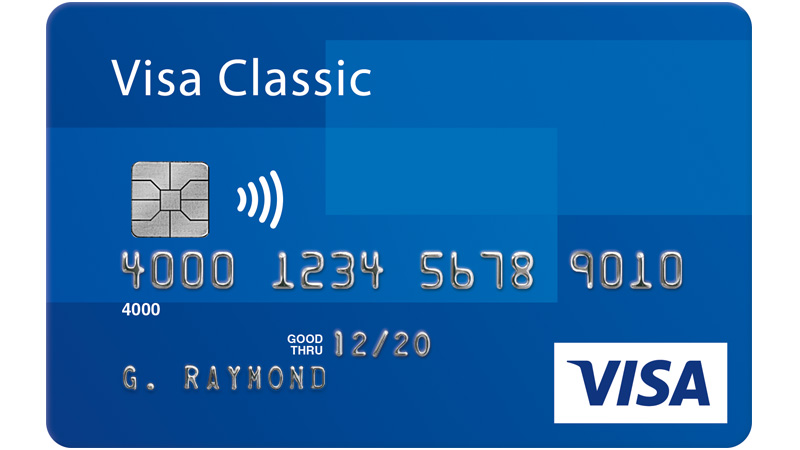 Visa Classic
4000 1234 5678 9010
4000
GOOD
THRU 12/20
G. RAYMOND
VISA